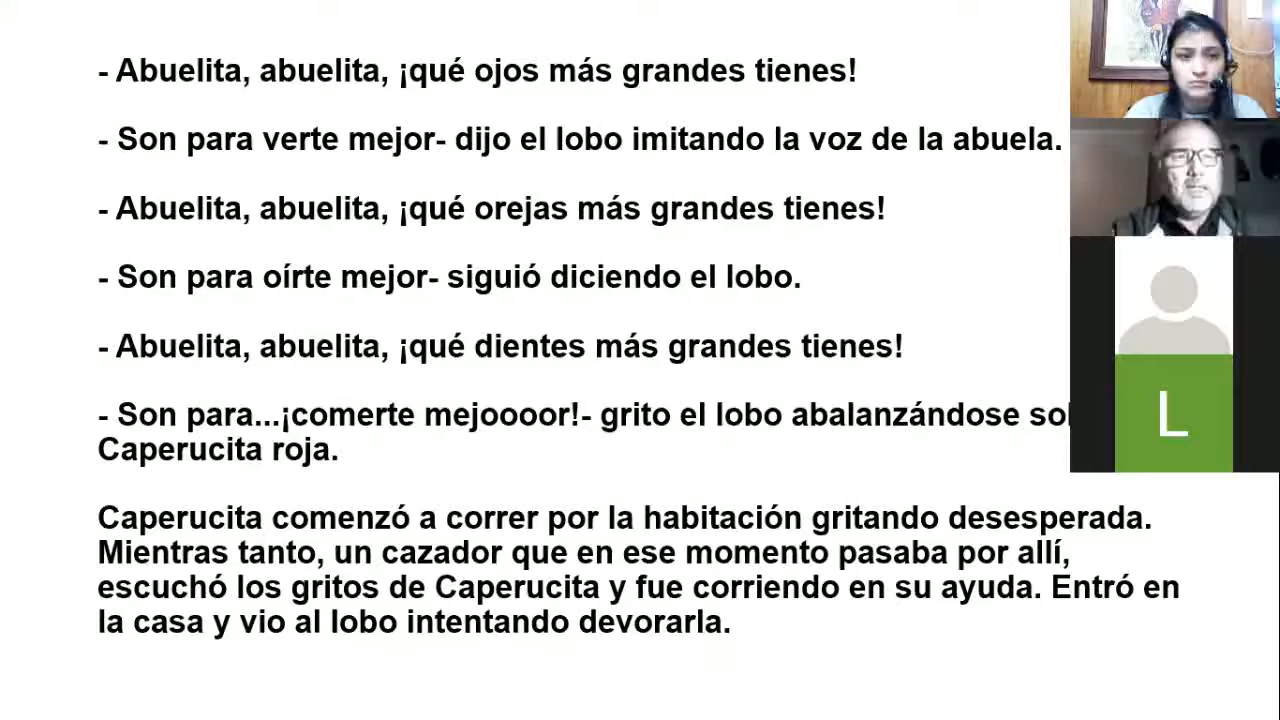 - Abuelita, abuelita, ¡qué ojos más grandes tienes!
- Son para verte mejor- dijo el lobo imitando la voz de la abuela.
- Abuelita, abuelita, ¡qué orejas más grandes tienes!
- Son para oírte mejor- siguió diciendo el lobo.
- Abuelita, abuelita, ¡qué dientes más grandes tienes!
- Son para...¡comerte mejoooor!- grito el lobo abalanzándose
Caperucita roja.
Caperucita comenzó a correr por la habitación gritando desesperada.
Mientras tanto, un cazador que en ese momento pasaba por allí,
escuchó los gritos de Caperucita y fue corriendo en su ayuda. Entró en
la casa y vio al lobo intentando devorarla.
L